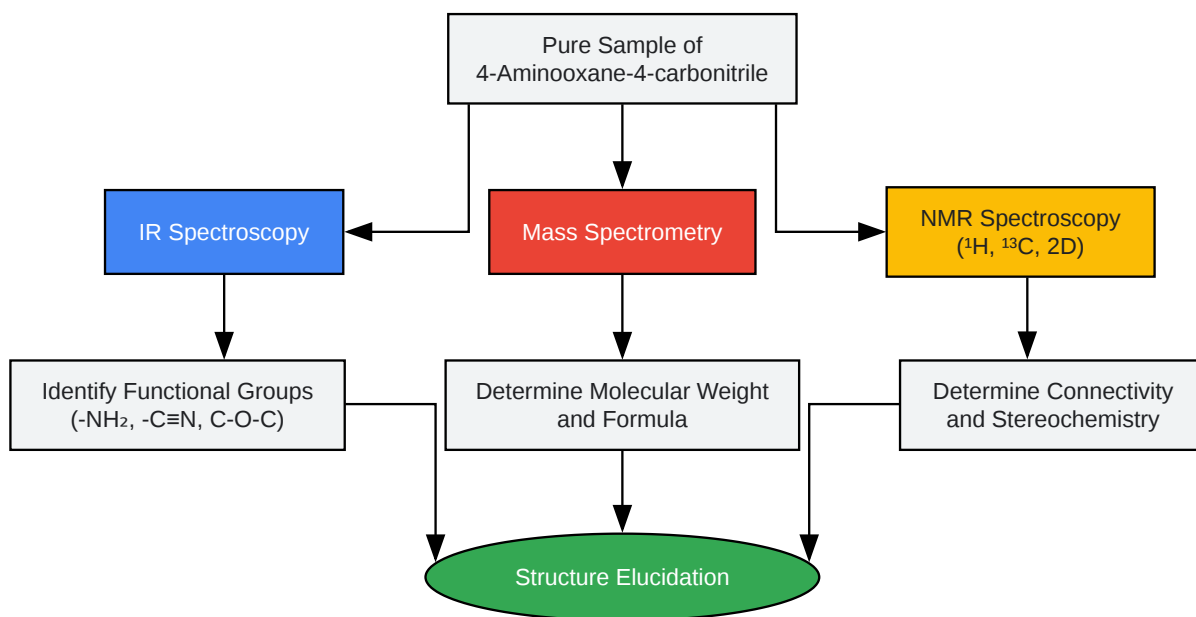 Pure Sample of
4-Aminooxane-4-carbonitrile
IR Spectroscopy
Mass Spectrometry
NMR Spectroscopy
(¹H, ¹³C, 2D)
Identify Functional Groups
(-NH₂, -C≡N, C-O-C)
Determine Molecular Weight
and Formula
Determine Connectivity
and Stereochemistry
Structure Elucidation